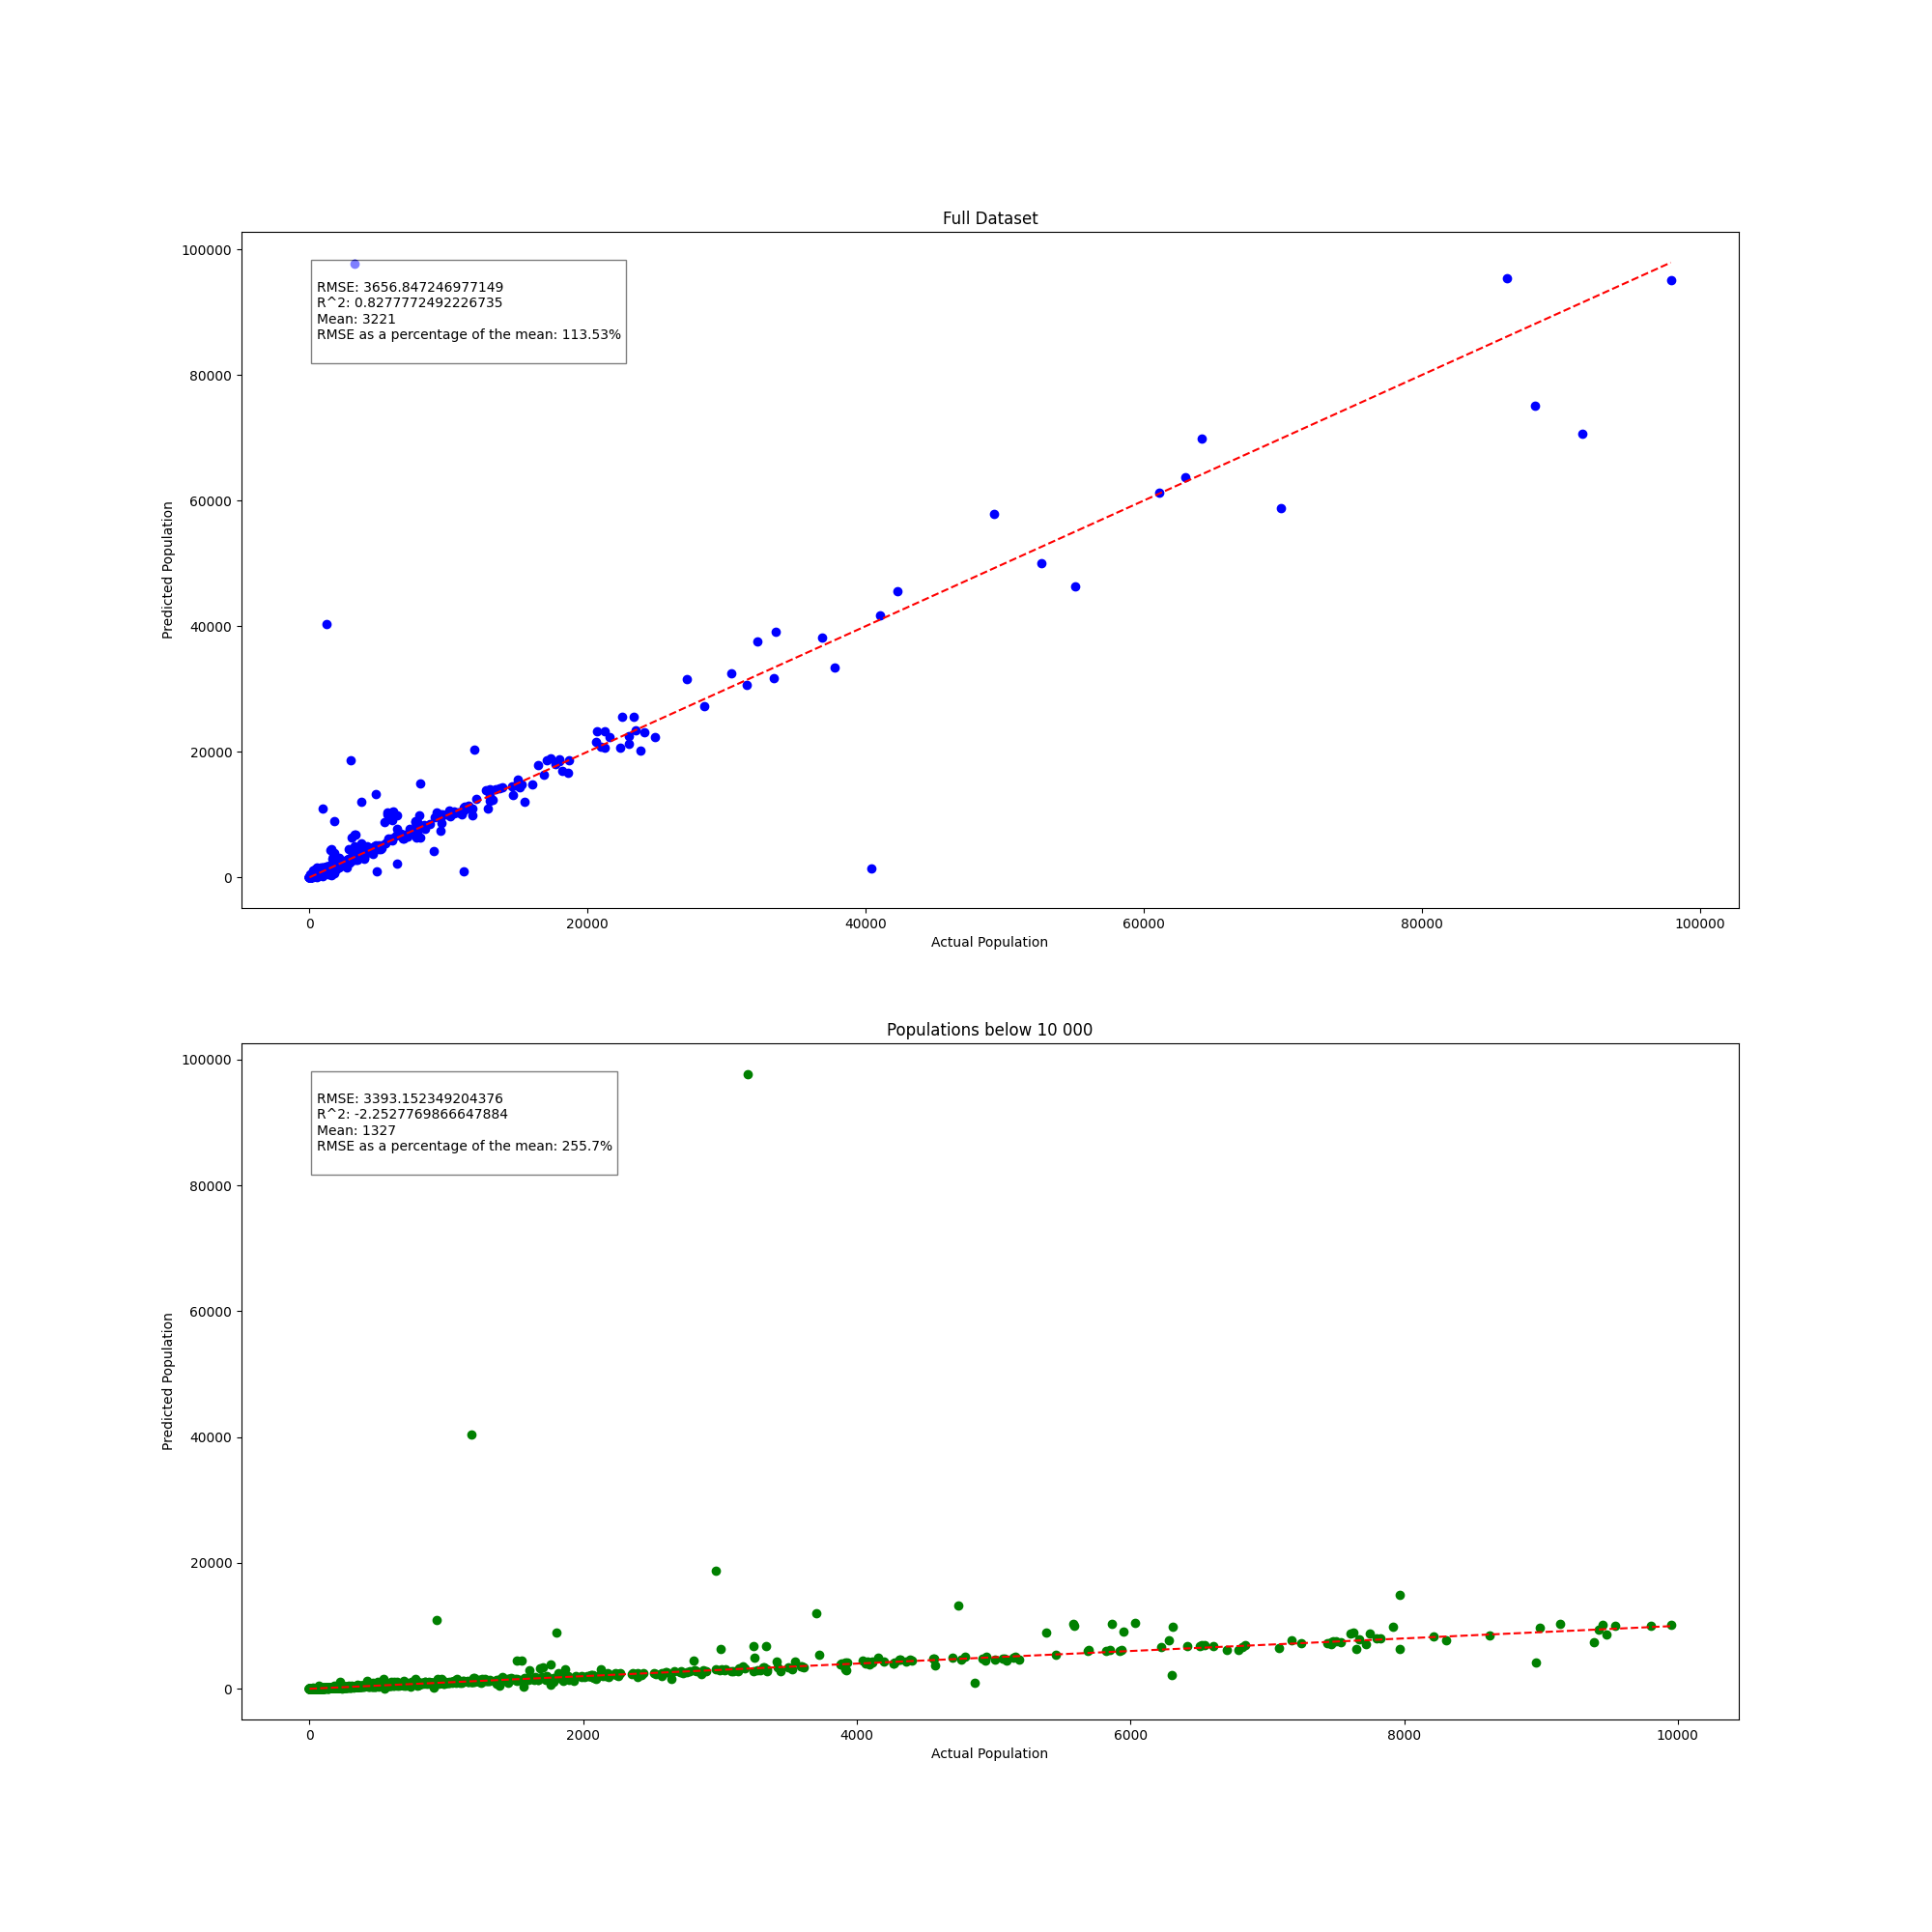 Full Dataset
100000
80000
60000
40000
20000
0
Predicted Population
RMSE: 3656.847246977149
R^2: 0.8277772492226735
Mean: 3221
RMSE as a percentage of the mean: 113.53%
0 20000 40000 60000 80000 100000
Actual Population
Populations below 10 000
100000
80000
60000
40000
20000
0
Predicted Population
RMSE: 3393.152349204376
R^2: -2.2527769866647884
Mean: 1327
RMSE as a percentage of the mean: 255.7%
0 2000 4000 6000 8000 10000
Actual Population